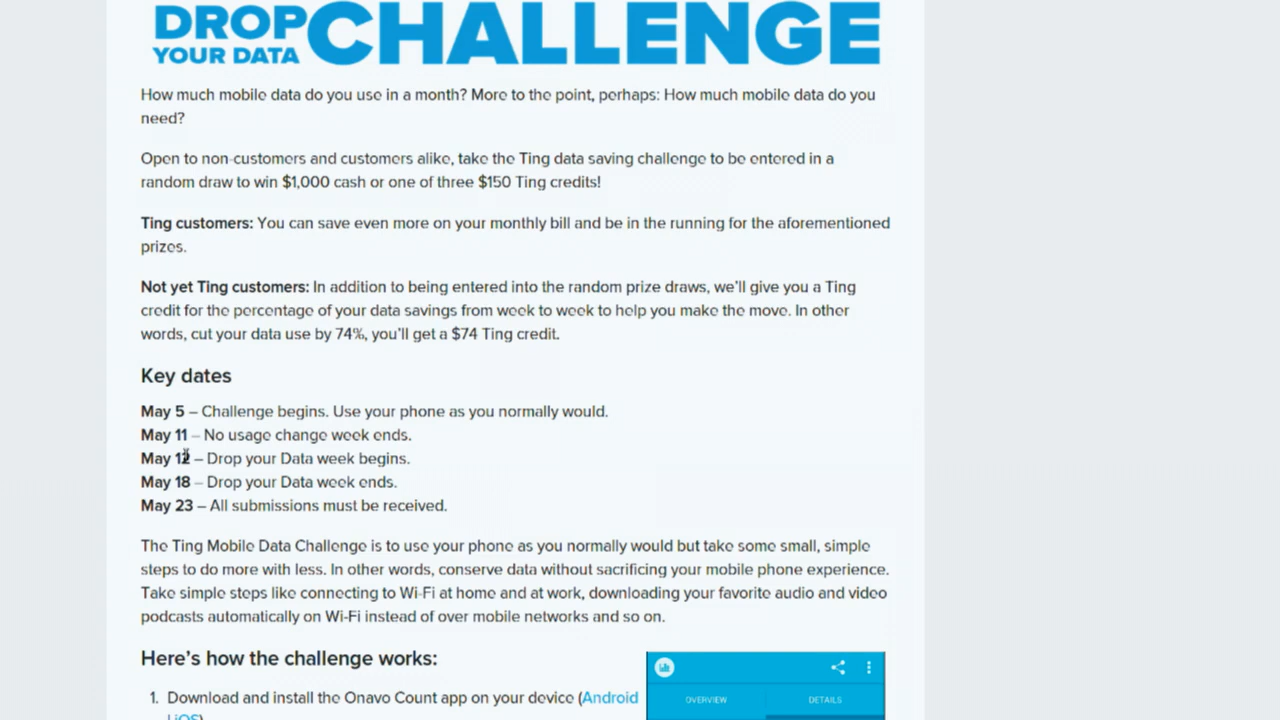 DROP
YOUR DATA
CHALLENGE
How much mobile data do you use in a month? More to the point, perhaps: How much mobile data do you
need?
Open to non-customers and customers alike, take the Ting data saving challenge to be entered in a
random draw to win $1,000 cash or one of three $150 Ting credits!
Ting customers: You can save even more on your monthly bill and be in the running for the aforementioned
prizes.
Not yet Ting customers: In addition to being entered into the random prize draws, we'll give you a Ting
credit for the percentage of your data savings from week to week to help you make the move. In other
words, cut your data use by 74%, you'll get a $74 Ting credit.
Key dates
May 5 – Challenge begins. Use your phone as you normally would.
May 11 – No usage change week ends.
May 12 – Drop your Data week begins.
May 18 – Drop your Data week ends.
May 23 – All submissions must be received.
The Ting Mobile Data Challenge is to use your phone as you normally would but take some small, simple
steps to do more with less. In other words, conserve data without sacrificing your mobile phone experience.
Take simple steps like connecting to Wi-Fi at home and at work, downloading your favorite audio and video
podcasts automatically on Wi-Fi instead of over mobile networks and so on.
Here's how the challenge works:
1. Download and install the Onavo Count app on your device (Android
| iOS)
OVERVIEW
DETAILS